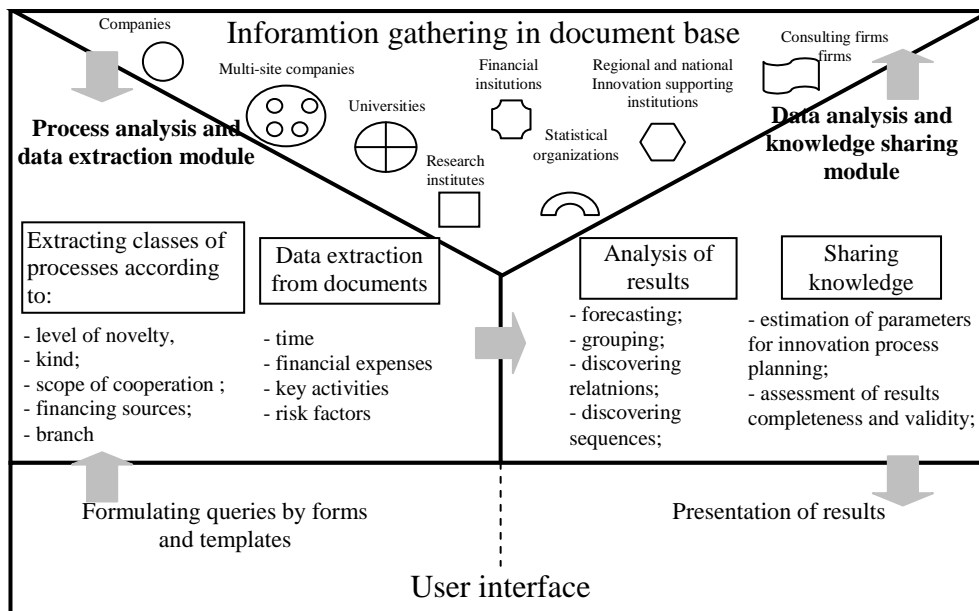 Companies
Inforamtion gathering in document base
Consulting firms
firms
Multi-site companies
Financial
insitutions
Regional and national
Innovation supporting
institutions
Universities
Statistical
organizations
Research
institutes
Process analysis and
data extraction module
Data analysis and
knowledge sharing
module
Extracting classes of
processes according
to:
- level of novelty,
- kind;
- scope of cooperation ;
- financing sources;
- branch
Data extraction
from documents
- time
- financial expenses
- key activities
- risk factors
Analysis of
results
- forecasting;
- grouping;
- discovering
relatnions;
- discovering
sequences;
Sharing
knowledge
- estimation of parameters
for innovation process
planning;
- assessment of results
completeness and validity;
Formulating queries by forms
and templates
Presentation of results
User interface